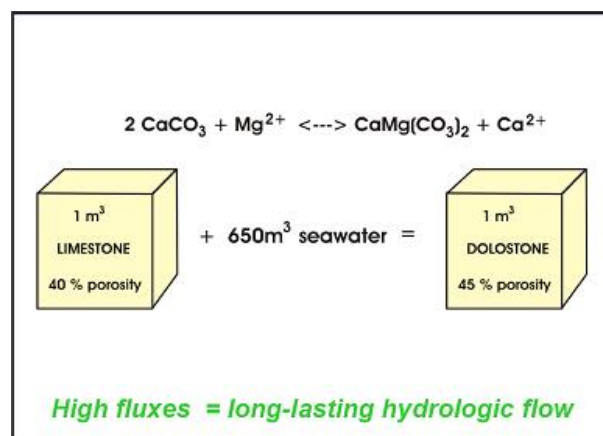 2 CaCO₃ + Mg²⁺ <---> CaMg(CO₃)₂ + Ca²⁺
1 m³
LIMESTONE
40 % porosity
+ 650m³ seawater =
1 m³
DOLOSTONE
45 % porosity
High fluxes = long-lasting hydrologic flow